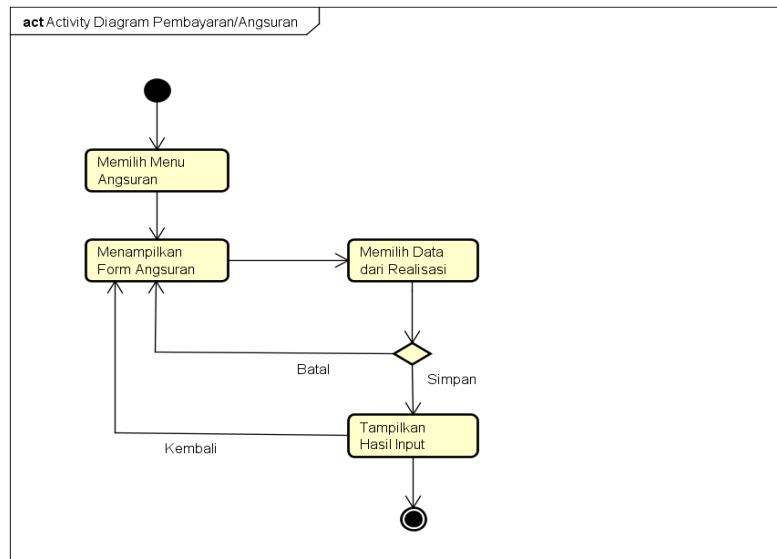 act Activity Diagram Pembayaran/Angsuran
Memilih Menu
Angsuran
Menampilkan
Form Angsuran
Memilih Data
dari Realisasi
Batal
Simpan
Tampilkan
Hasil Input
Kembali